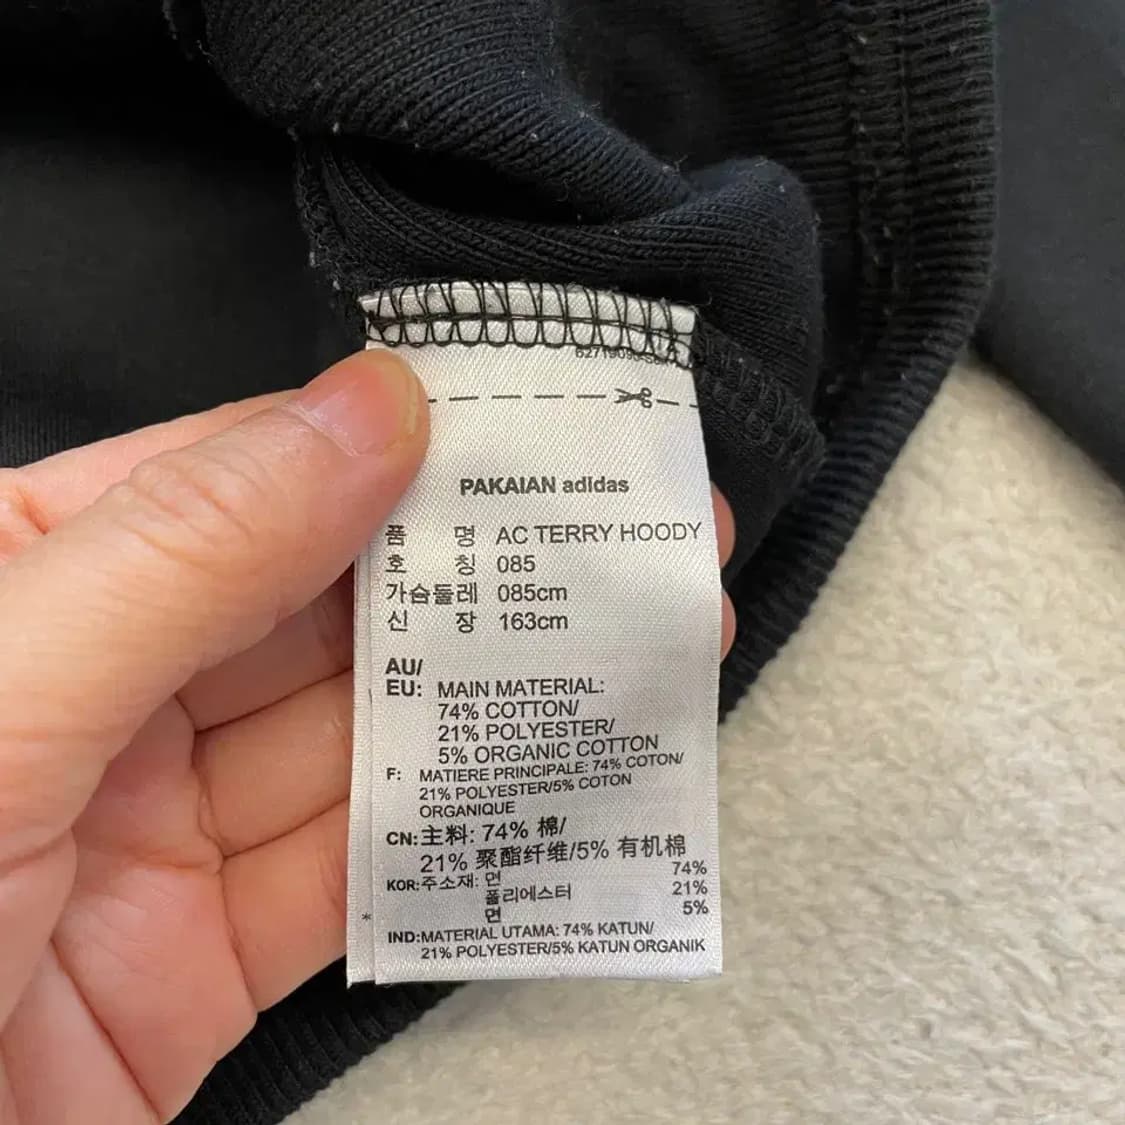 PAKAIAN adidas
품 명 AC TERRY HOODY
호 칭 085
가슴둘레 085cm
신 장 163cm
AU/
EU: MAIN MATERIAL:
74% COTTON/
21% POLYESTER/
5% ORGANIC COTTON
F: MATIERE PRINCIPALE: 74% COTON/
21% POLYESTER/5% COTON
ORGANIQUE
CN: 主料: 74% 棉/
21% 聚酯纤维/5% 有机棉
KOR: 주소재: 면 74%
폴리에스터 21%
면 5%
*
IND: MATERIAL UTAMA: 74% KATUN/
21% POLYESTER/5% KATUN ORGANIK